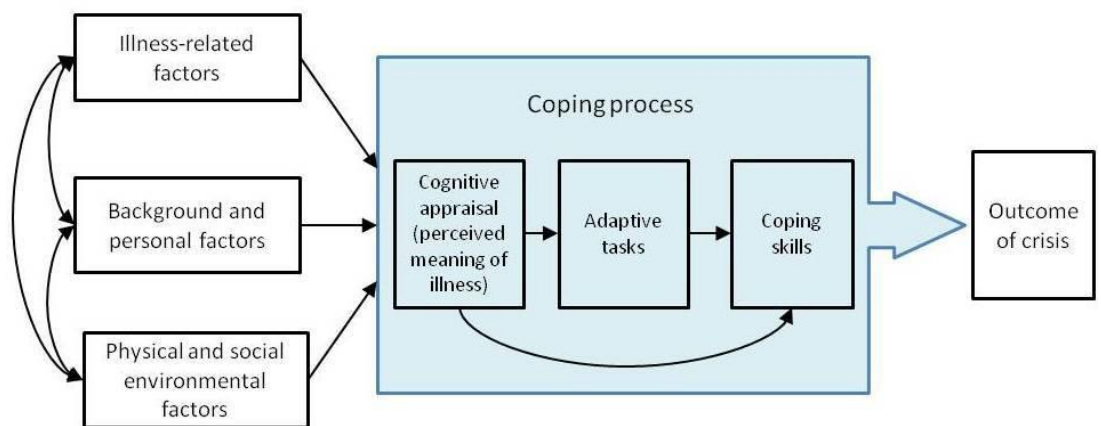 Illness-related
factors
Background and
personal factors
Physical and social
environmental
factors
Coping process
Cognitive
appraisal
(perceived
meaning of
illness)
Adaptive
tasks
Coping
skills
Outcome
of crisis